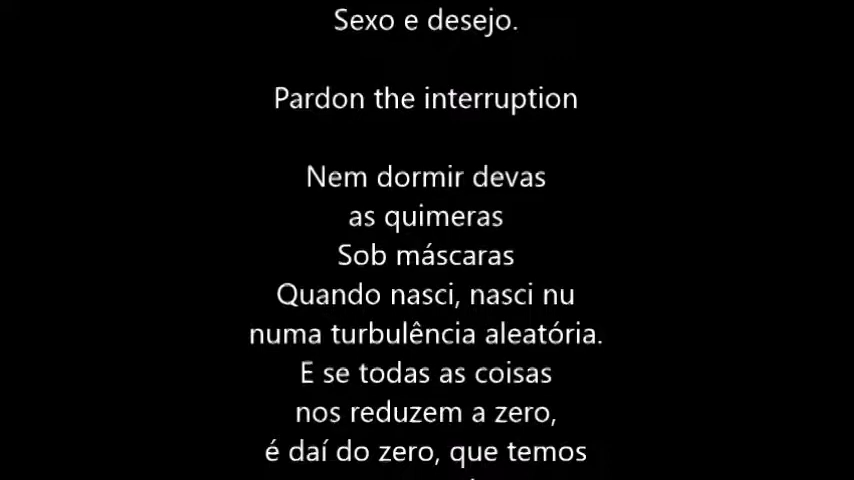 Sexo e desejo.
Pardon the interruption
Nem dormir devas
as quimeras
Sob máscaras
Quando nasci, nasci nu
numa turbulência aleatória.
E se todas as coisas
nos reduzem a zero,
é daí do zero, que temos